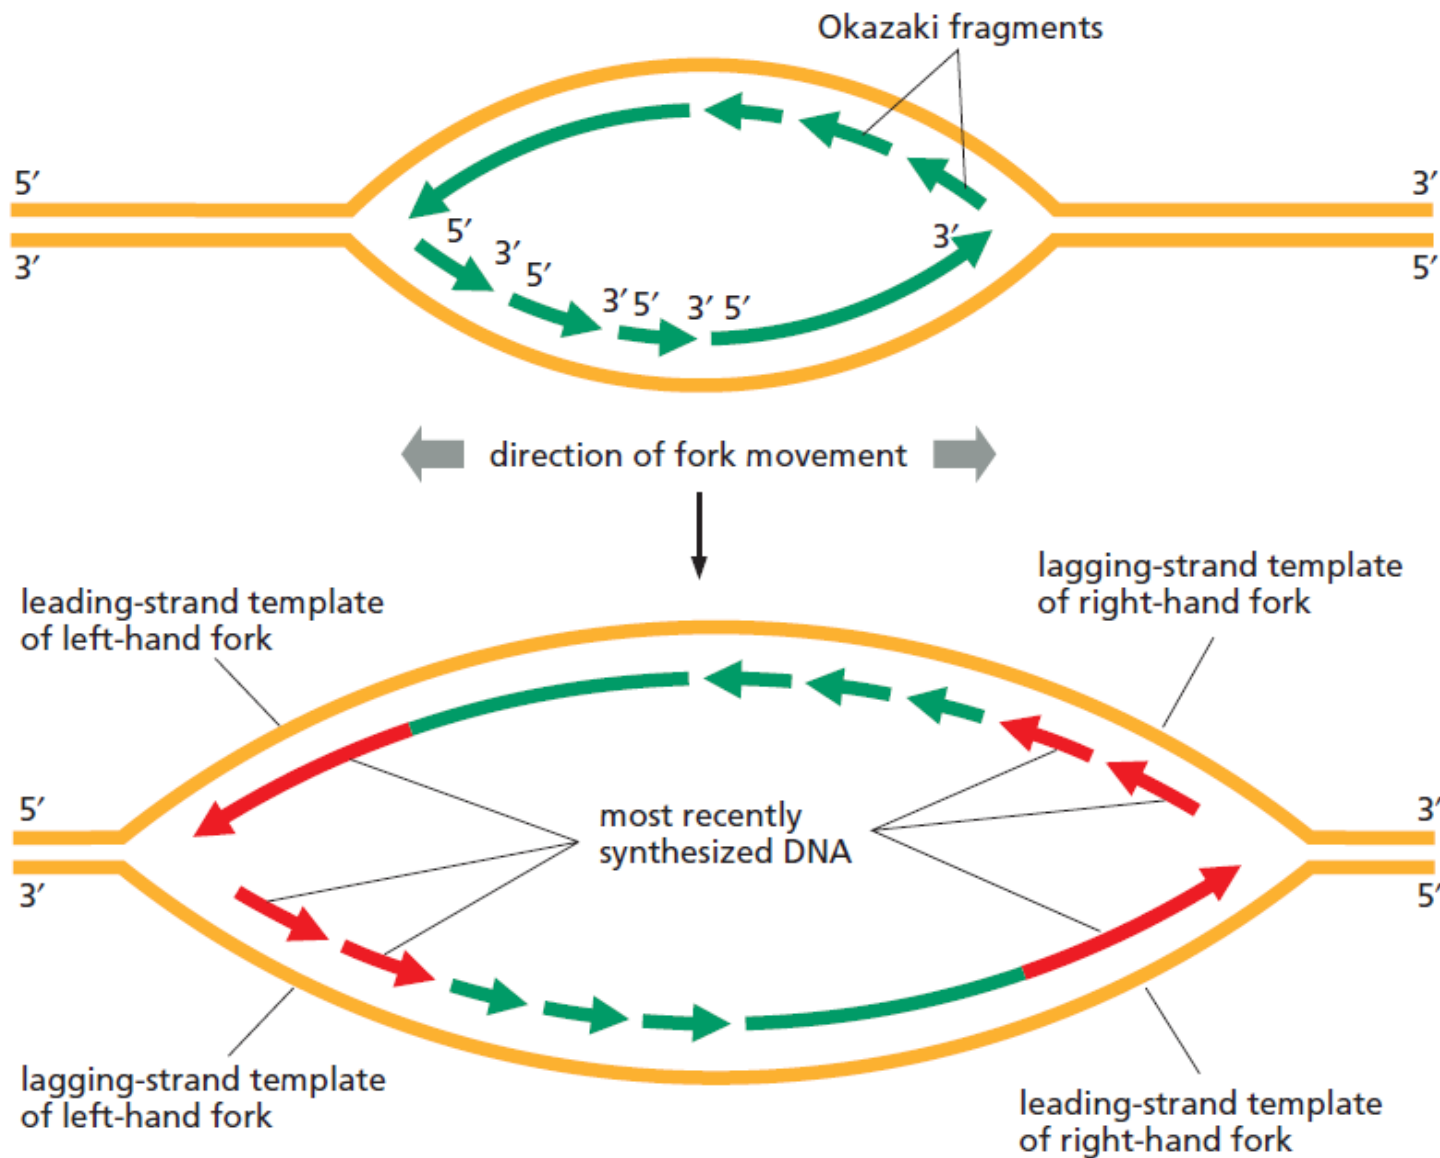 Okazaki fragments
5′
3′
3′
5′
5′
3′
5′
3′ 5′
3′ 5′
3′
direction of fork movement
leading-strand template
of left-hand fork
lagging-strand template
of right-hand fork
5′
3′
3′
5′
most recently
synthesized DNA
lagging-strand template
of left-hand fork
leading-strand template
of right-hand fork